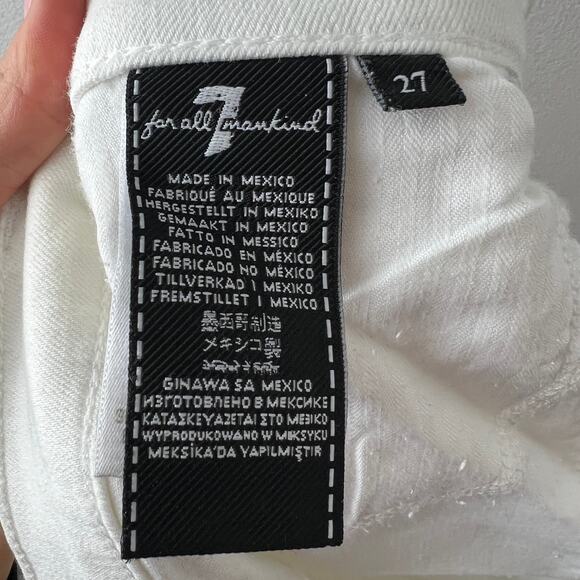 7
for all mankind
27
MADE IN MEXICO
FABRIQUÉ AU MEXIQUE
HERGESTELLT IN MEXIKO
GEMAAKT IN MEXICO
FATTO IN MESSICO
FABRICADO EN MÉXICO
FABRICADO NO MÉXICO
TILLVERKAD I MEXIKO
FREMSTILLET I MEXICO
墨西哥制造
メキシコ製
GINAWA SA MEXICO
ИЗГОТОВЛЕНО В МЕКСИКЕ
ΚΑΤΑΣΚΕΥΑΖΕΤΑΙ ΣΤΟ ΜΕΞΙΚΟ
WYPRODUKOWANO W MEKSYKU
MEKSİKA'DA YAPILMIŞTIR